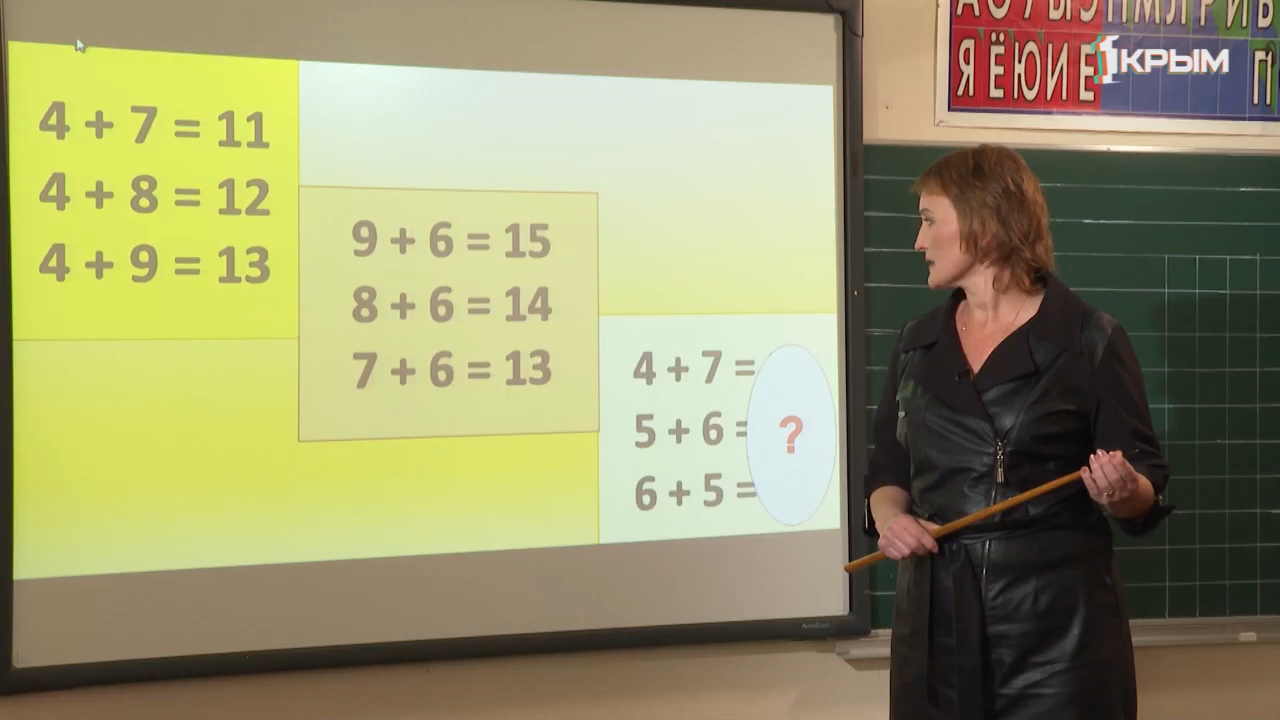 Я Ё Ю И Е
П
1КРЫМ
4 + 7 = 11
4 + 8 = 12
4 + 9 = 13
9 + 6 = 15
8 + 6 = 14
7 + 6 = 13
4 + 7 =
5 + 6 =
6 + 5 =
?